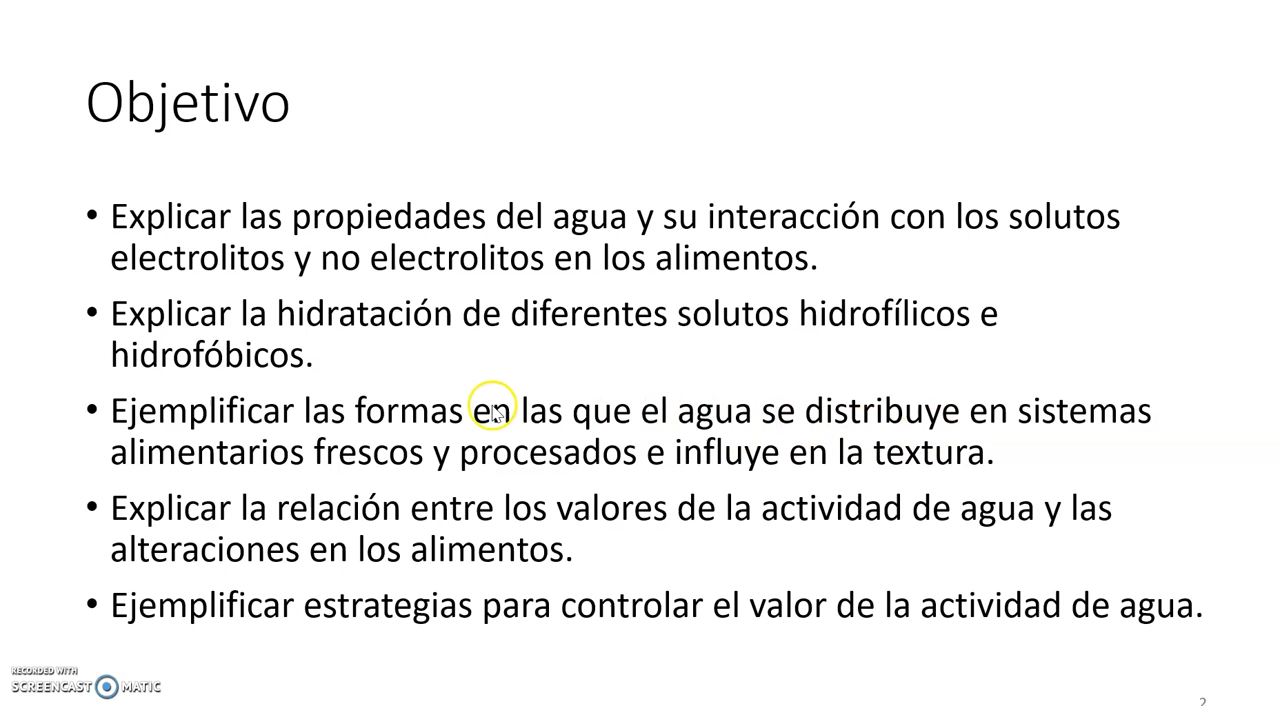 Objetivo
• Explicar las propiedades del agua y su interacción con los solutos
electrolitos y no electrolitos en los alimentos.
• Explicar la hidratación de diferentes solutos hidrofílicos e
hidrofóbicos.
• Ejemplificar las formas en las que el agua se distribuye en sistemas
alimentarios frescos y procesados e influye en la textura.
• Explicar la relación entre los valores de la actividad de agua y las
alteraciones en los alimentos.
• Ejemplificar estrategias para controlar el valor de la actividad de agua.
RECORDED WITH
SCREENCAST MATIC
2